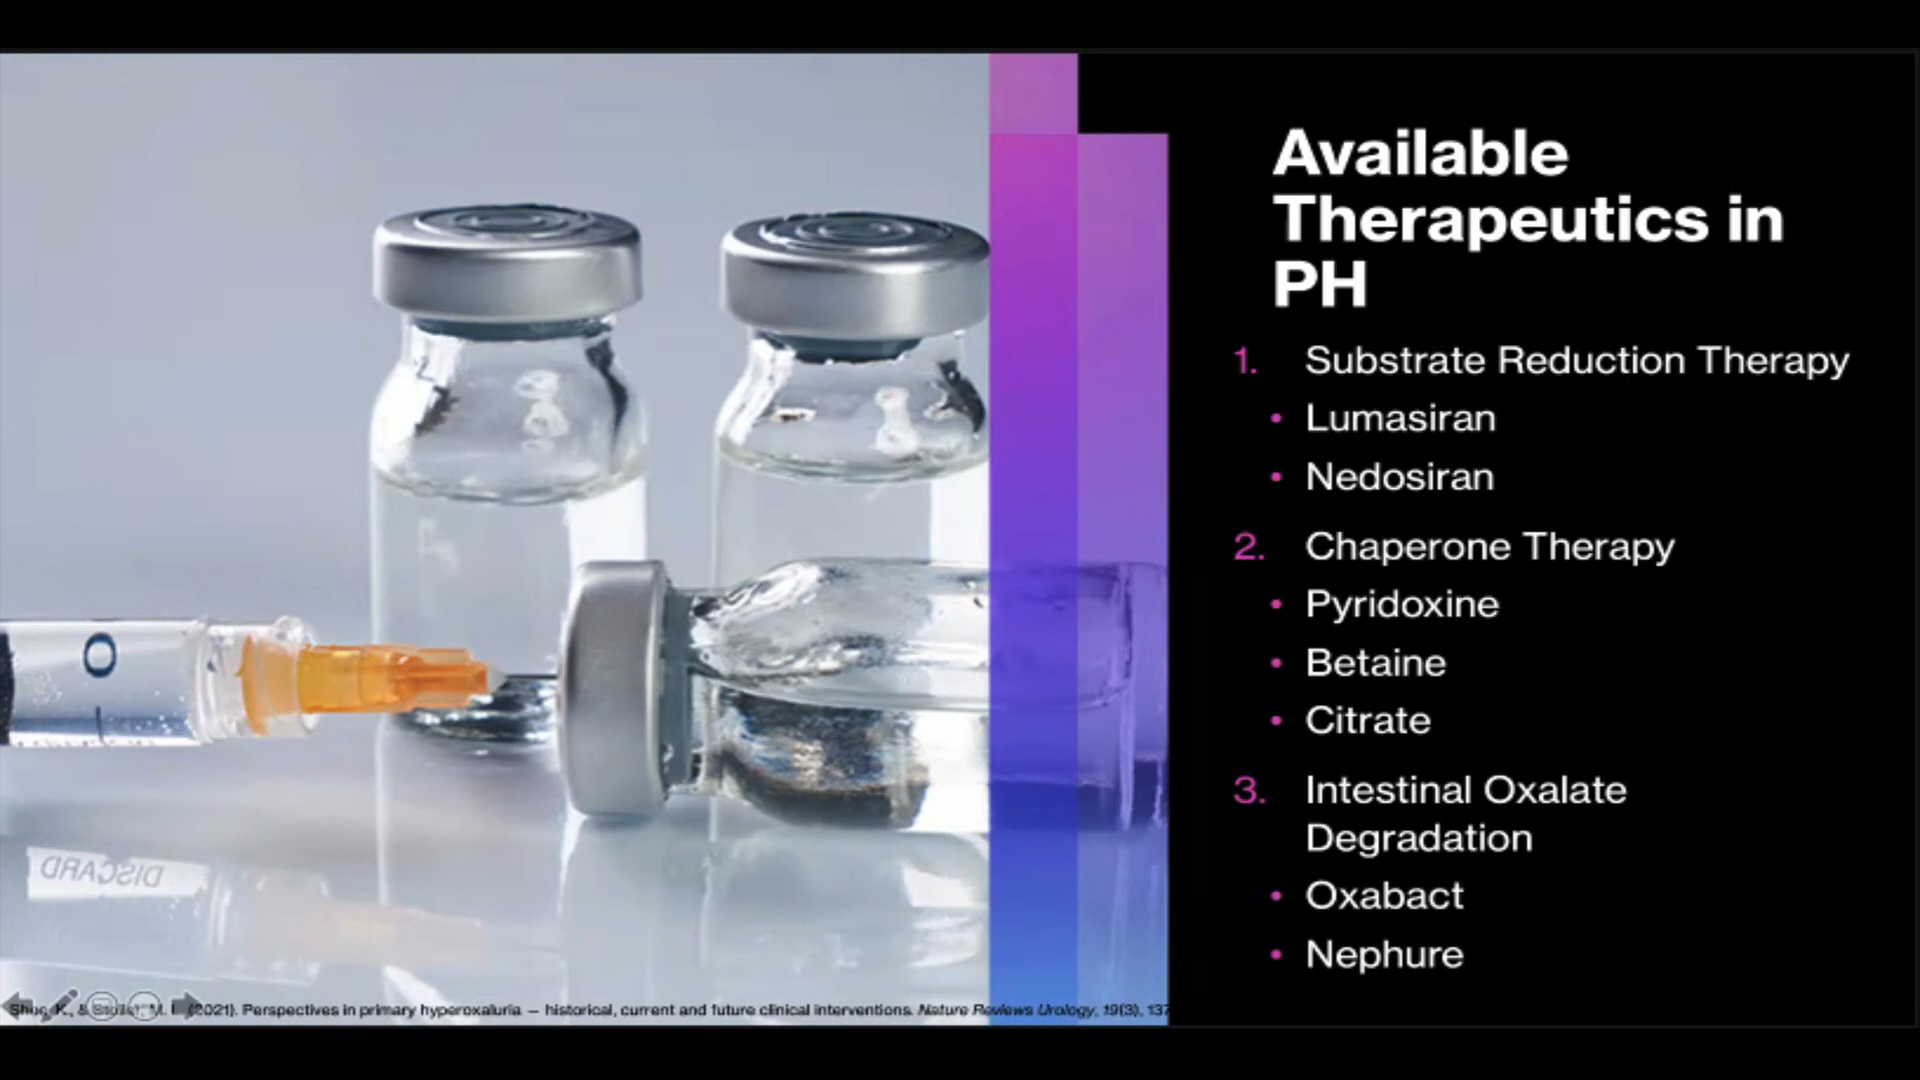 Available
Therapeutics in
PH
1. Substrate Reduction Therapy
• Lumasiran
• Nedosiran
2. Chaperone Therapy
• Pyridoxine
• Betaine
• Citrate
3. Intestinal Oxalate
Degradation
• Oxabact
• Nephure
O
DISCARD
K., & M. (2021). Perspectives in primary hyperoxaluria – historical, current and future clinical interventions. Nature Reviews Urology, 19(3), 137